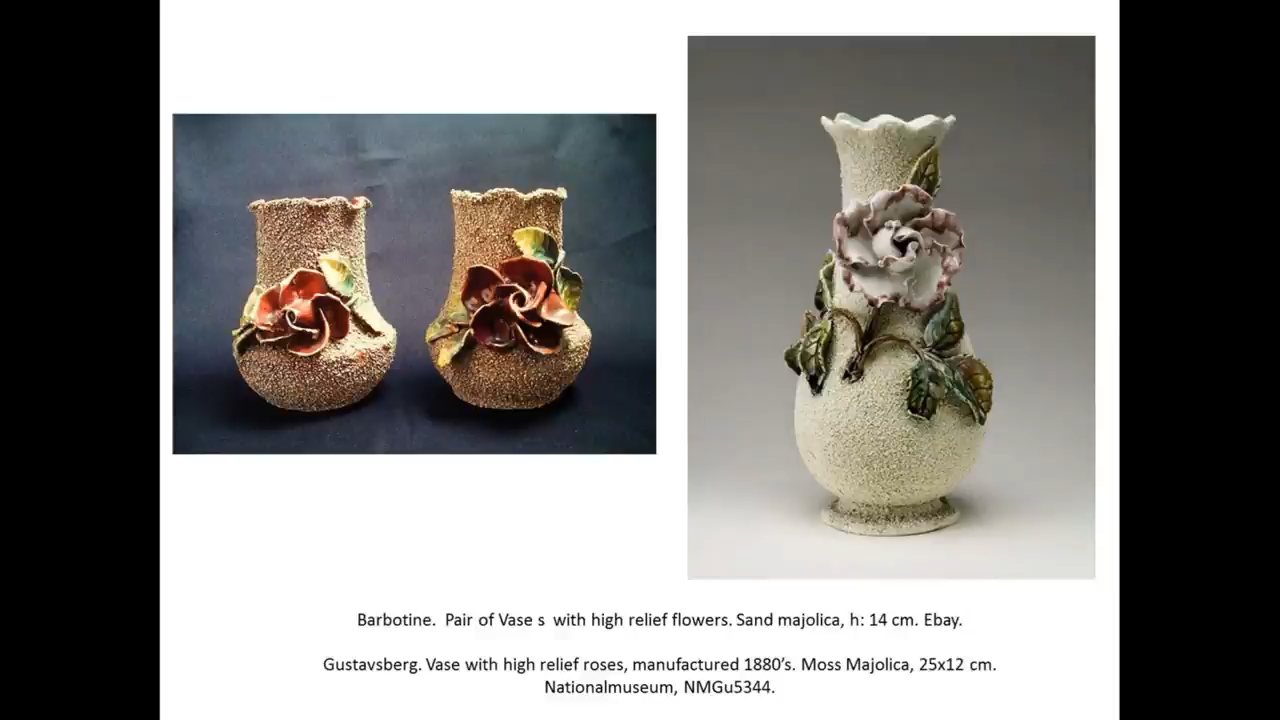 Barbotine.  Pair of Vase s  with high relief flowers. Sand majolica, h: 14 cm. Ebay.
Gustavsberg. Vase with high relief roses, manufactured 1880’s. Moss Majolica, 25x12 cm.
Nationalmuseum, NMGu5344.